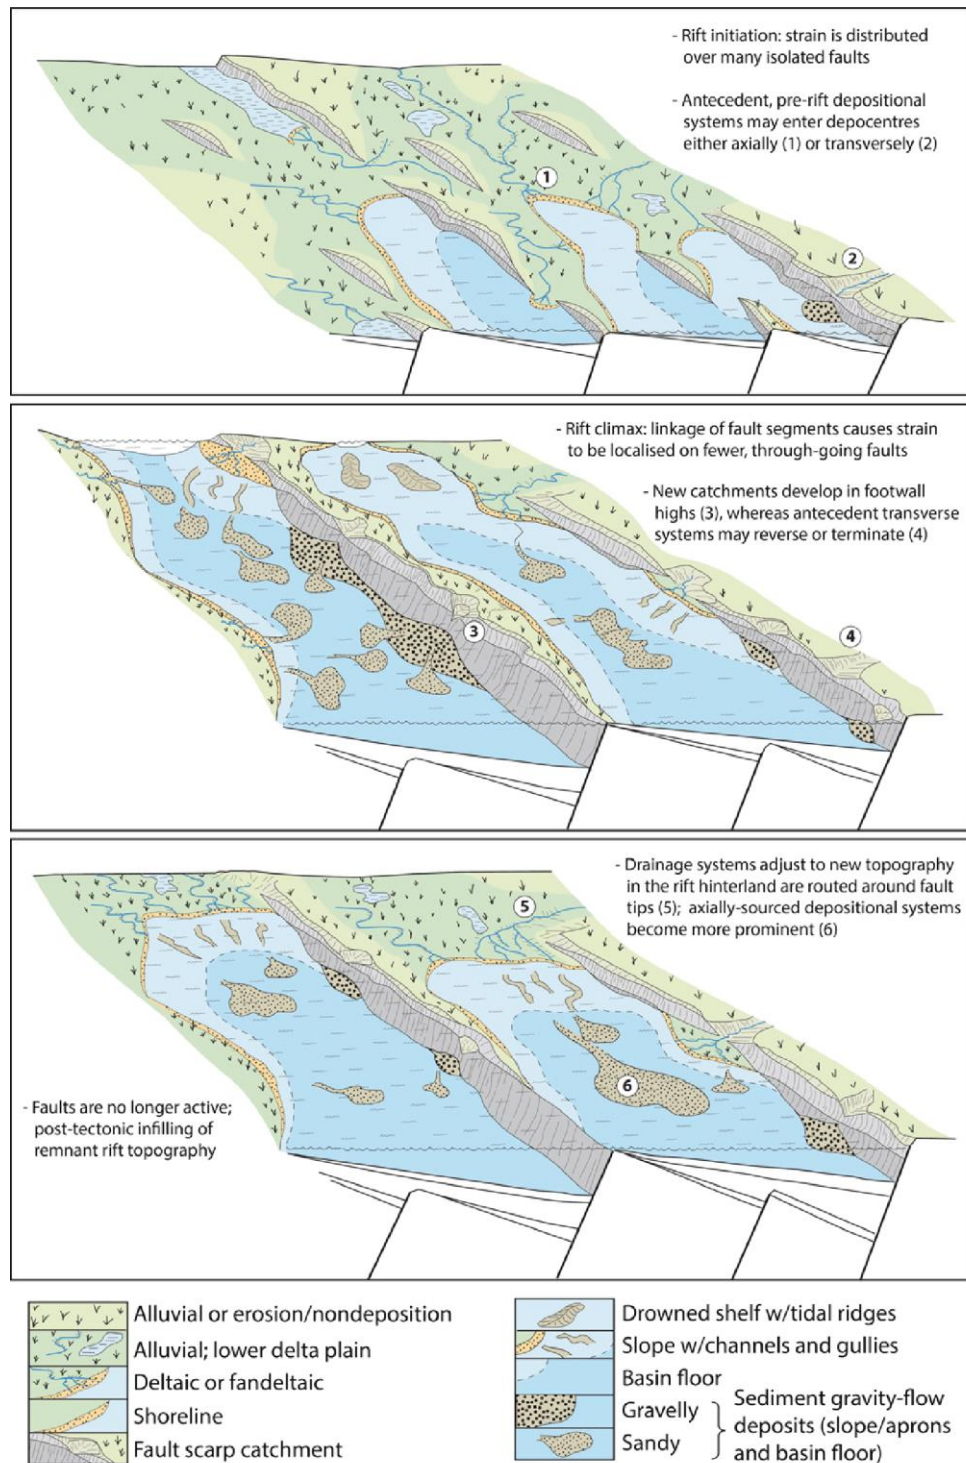 - Rift initiation: strain is distributed
over many isolated faults
- Antecedent, pre-rift depositional
systems may enter depocentres
either axially (1) or transversely (2)
1
2
- Rift climax: linkage of fault segments causes strain
to be localised on fewer, through-going faults
- New catchments develop in footwall
highs (3), whereas antecedent transverse
systems may reverse or terminate (4)
3
4
- Drainage systems adjust to new topography
in the rift hinterland are routed around fault
tips (5); axially-sourced depositional systems
become more prominent (6)
5
6
- Faults are no longer active;
post-tectonic infilling of
remnant rift topography
Alluvial or erosion/nondeposition
Alluvial; lower delta plain
Deltaic or fandeltaic
Shoreline
Fault scarp catchment
Drowned shelf w/tidal ridges
Slope w/channels and gullies
Basin floor
Gravelly
Sandy
Sediment gravity-flow
deposits (slope/aprons
and basin floor)